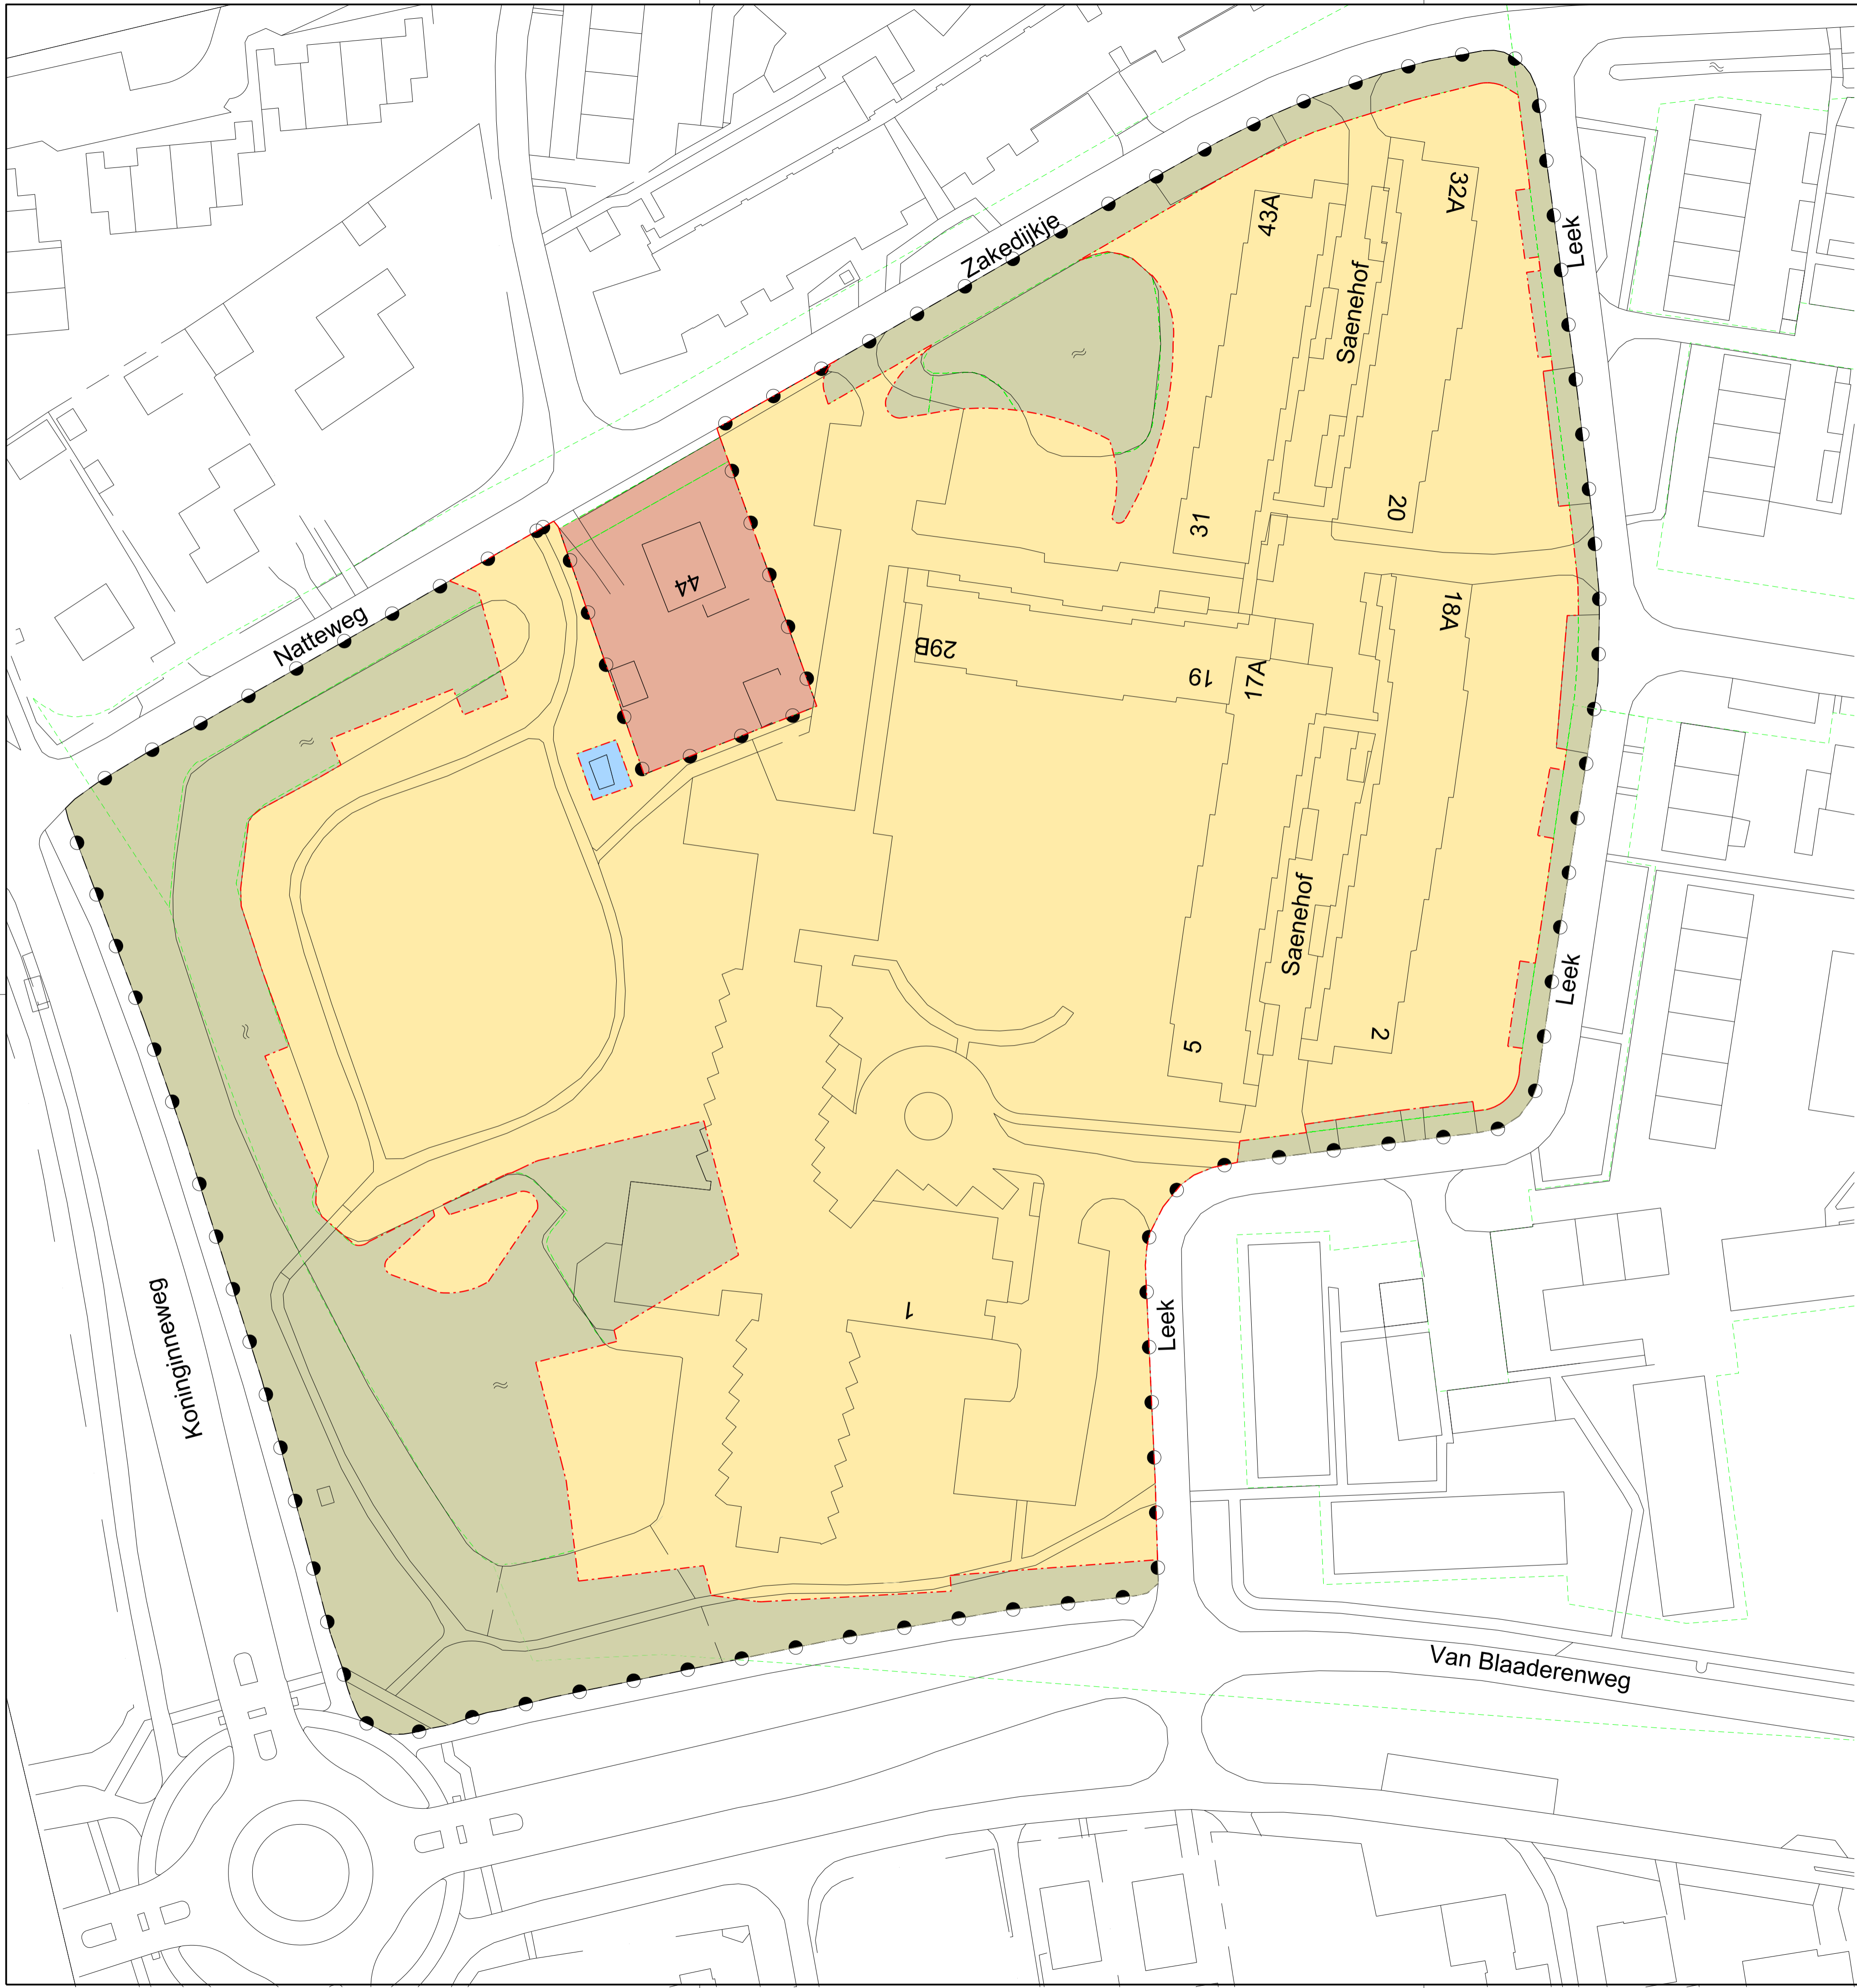 32A
43A
Leek
Zakedijkje
Saenehof
20
31
44
Natteweg
18A
29B
19
17A
Saenehof
Leek
5
2
Koninginneweg
1
Leek
Van Blaaderenweg